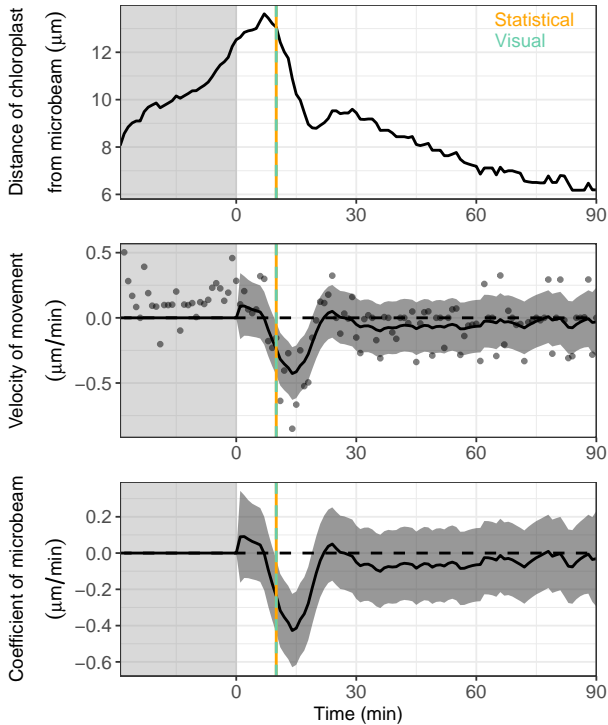 Distance of chloroplast
from microbeam (μm)
12
10
8
6
Statistical
Visual
0
30
60
90
Velocity of movement
(μm/min)
0.5
0.0
−0.5
0
30
60
90
Coefficient of microbeam
(μm/min)
0.2
0.0
−0.2
−0.4
−0.6
0
30
60
90
Time (min)